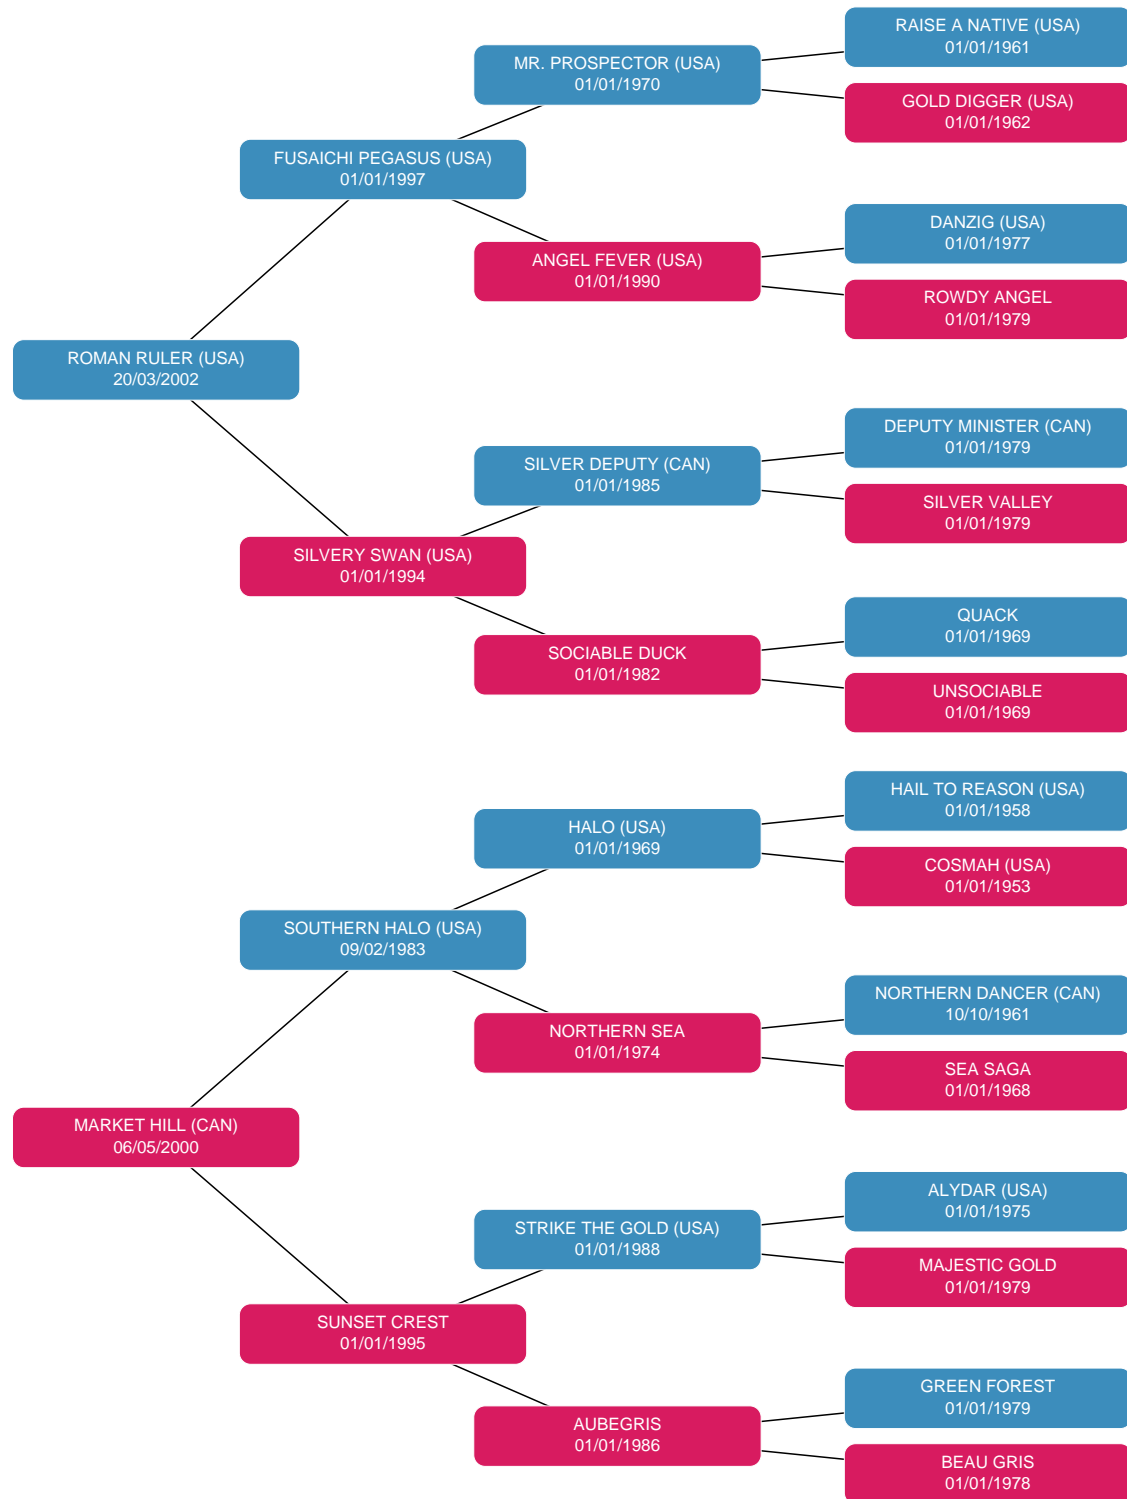 RAISE A NATIVE (USA)
01/01/1961
MR. PROSPECTOR (USA)
01/01/1970
GOLD DIGGER (USA)
01/01/1962
FUSAICHI PEGASUS (USA)
01/01/1997
DANZIG (USA)
01/01/1977
ANGEL FEVER (USA)
01/01/1990
ROWDY ANGEL
01/01/1979
ROMAN RULER (USA)
20/03/2002
DEPUTY MINISTER (CAN)
01/01/1979
SILVER DEPUTY (CAN)
01/01/1985
SILVER VALLEY
01/01/1979
SILVERY SWAN (USA)
01/01/1994
QUACK
01/01/1969
SOCIABLE DUCK
01/01/1982
UNSOCIABLE
01/01/1969
HAIL TO REASON (USA)
01/01/1958
HALO (USA)
01/01/1969
COSMAH (USA)
01/01/1953
SOUTHERN HALO (USA)
09/02/1983
NORTHERN DANCER (CAN)
10/10/1961
NORTHERN SEA
01/01/1974
SEA SAGA
01/01/1968
MARKET HILL (CAN)
06/05/2000
ALYDAR (USA)
01/01/1975
STRIKE THE GOLD (USA)
01/01/1988
MAJESTIC GOLD
01/01/1979
SUNSET CREST
01/01/1995
GREEN FOREST
01/01/1979
AUBEGRIS
01/01/1986
BEAU GRIS
01/01/1978